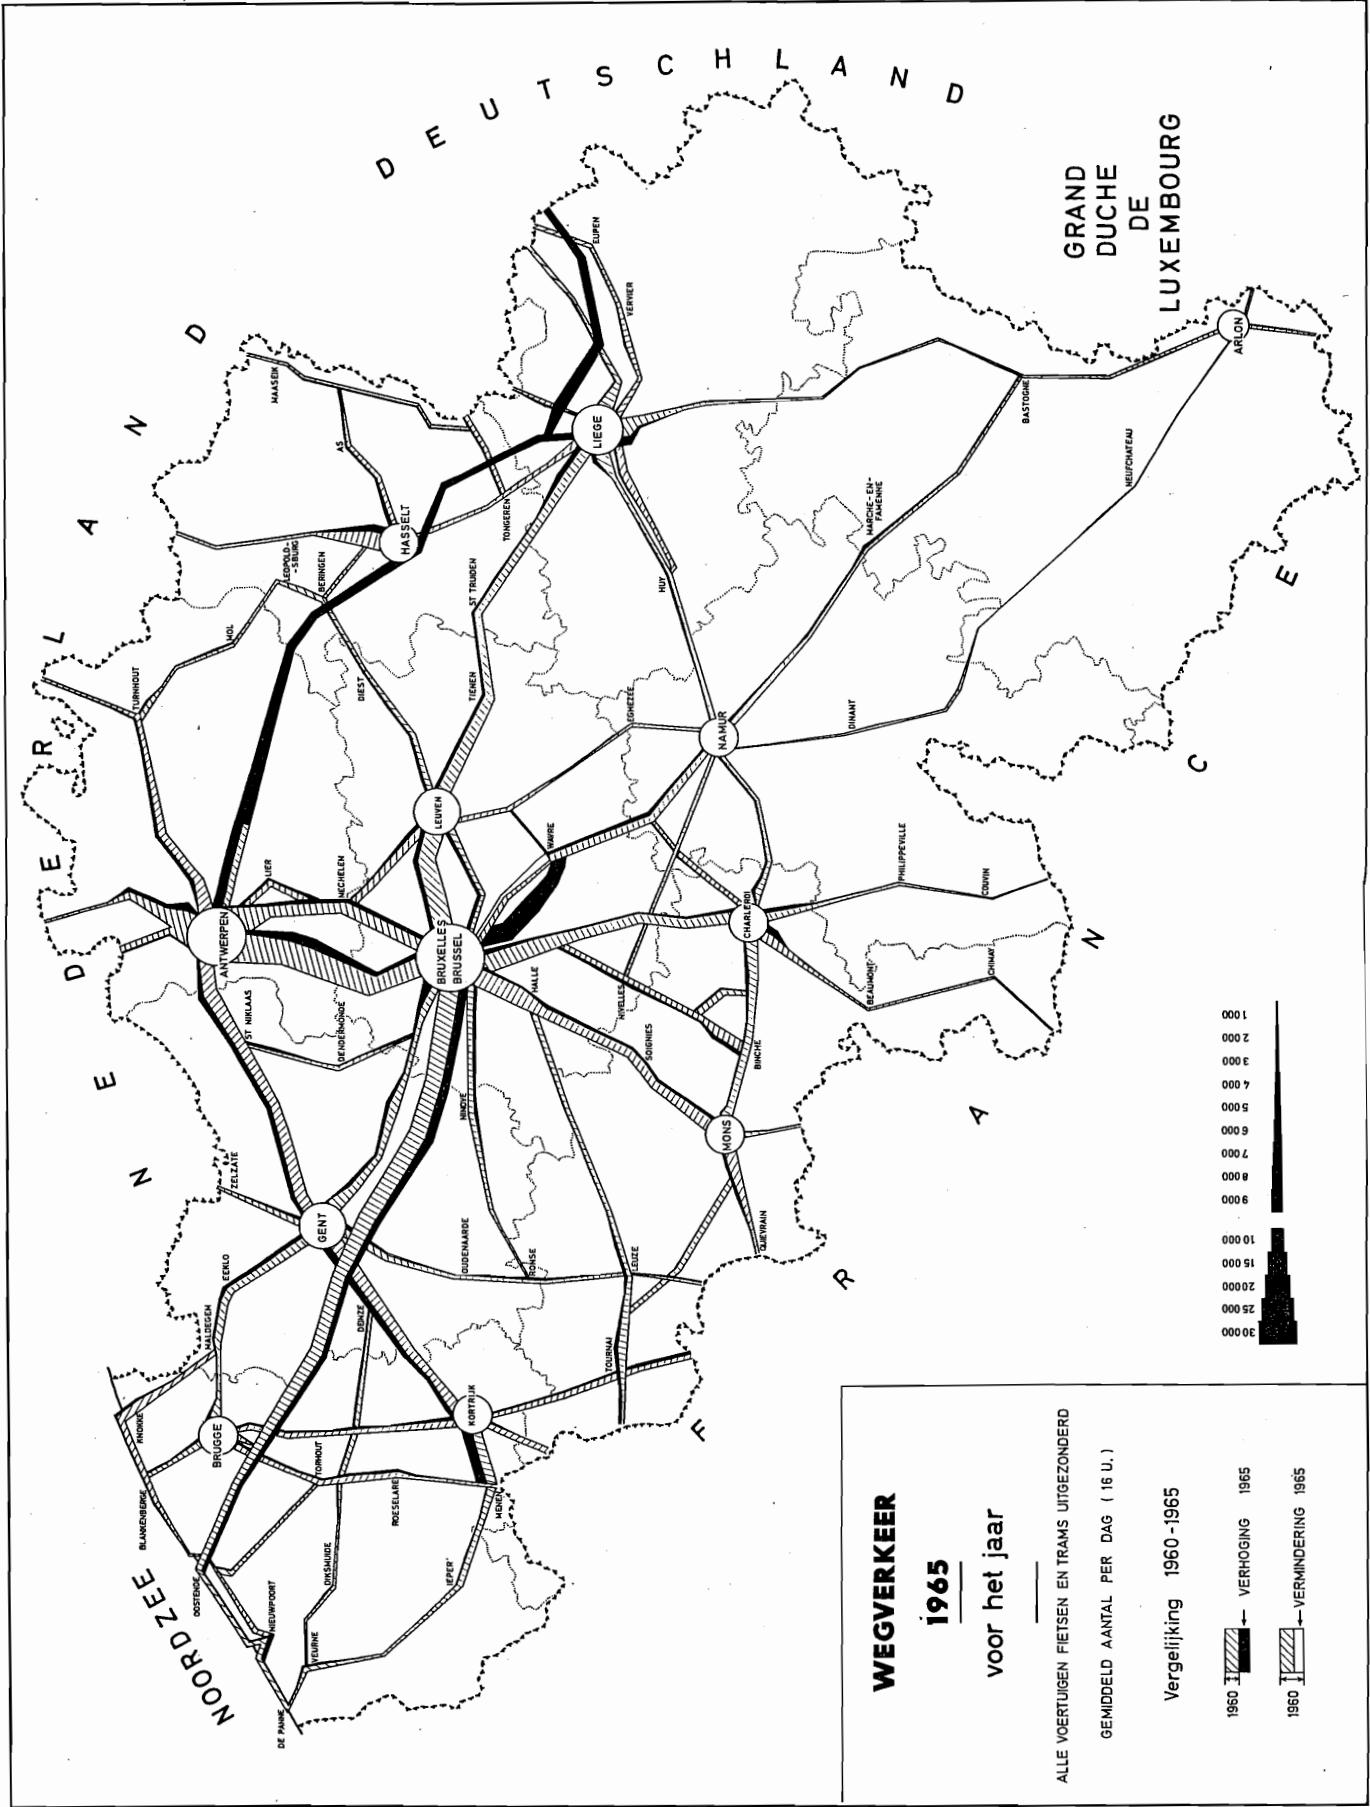 NOORDZEE
NEDERLAND
DEUTSCHLAND
GRAND
DUCHE
DE
LUXEMBOURG
FRANCE
DE PANNE
VEURNE
NIEUWPOORT
OOSTENDE
DIKSMUIDE
IEPER
BLANKENBERGE
KNOKKE
BRUGGE
TORHOUT
ROESELARE
MENEN
KORTRIJK
MALDEGEM
EEKLO
ZELZATE
GENT
DEINZE
OUDENAARDE
RONSE
LEUZE
TOURNAI
QUIEVRAIN
MONS
ST NIKLAAS
DENDERMONDE
NINOVE
ANTWERPEN
LIER
MECHELEN
BRUXELLES
BRUSSEL
HALLE
NIVELLES
SOIGNIES
BINCHE
CHARLEROI
BEAUMONT
CHIMAY
PHILIPPEVILLE
COUVIN
WAVRE
LEUVEN
TURNHOUT
MOL
DIEST
TIENEN
ST TRUIDEN
EGHEZEE
NAMUR
DINANT
LEOPOLD-
-SBURG
BERINGEN
HASSELT
AS
MAASEIK
TONGEREN
HUY
LIEGE
VERVIER
EUPEN
MARCHE-EN-
FAMENNE
BASTOGNE
NEUFCHATEAU
ARLON
30 000
25 000
20 000
15 000
10 000
9 000
8 000
7 000
6 000
5 000
4 000
3 000
2 000
1 000
WEGVERKEER
1965
voor het jaar
ALLE VOERTUIGEN FIETSEN EN TRAMS UITGEZONDERD
GEMIDDELD AANTAL PER DAG ( 16 U. )
Vergelijking 1960-1965
1960 VERHOGING 1965
1960 VERMINDERING 1965